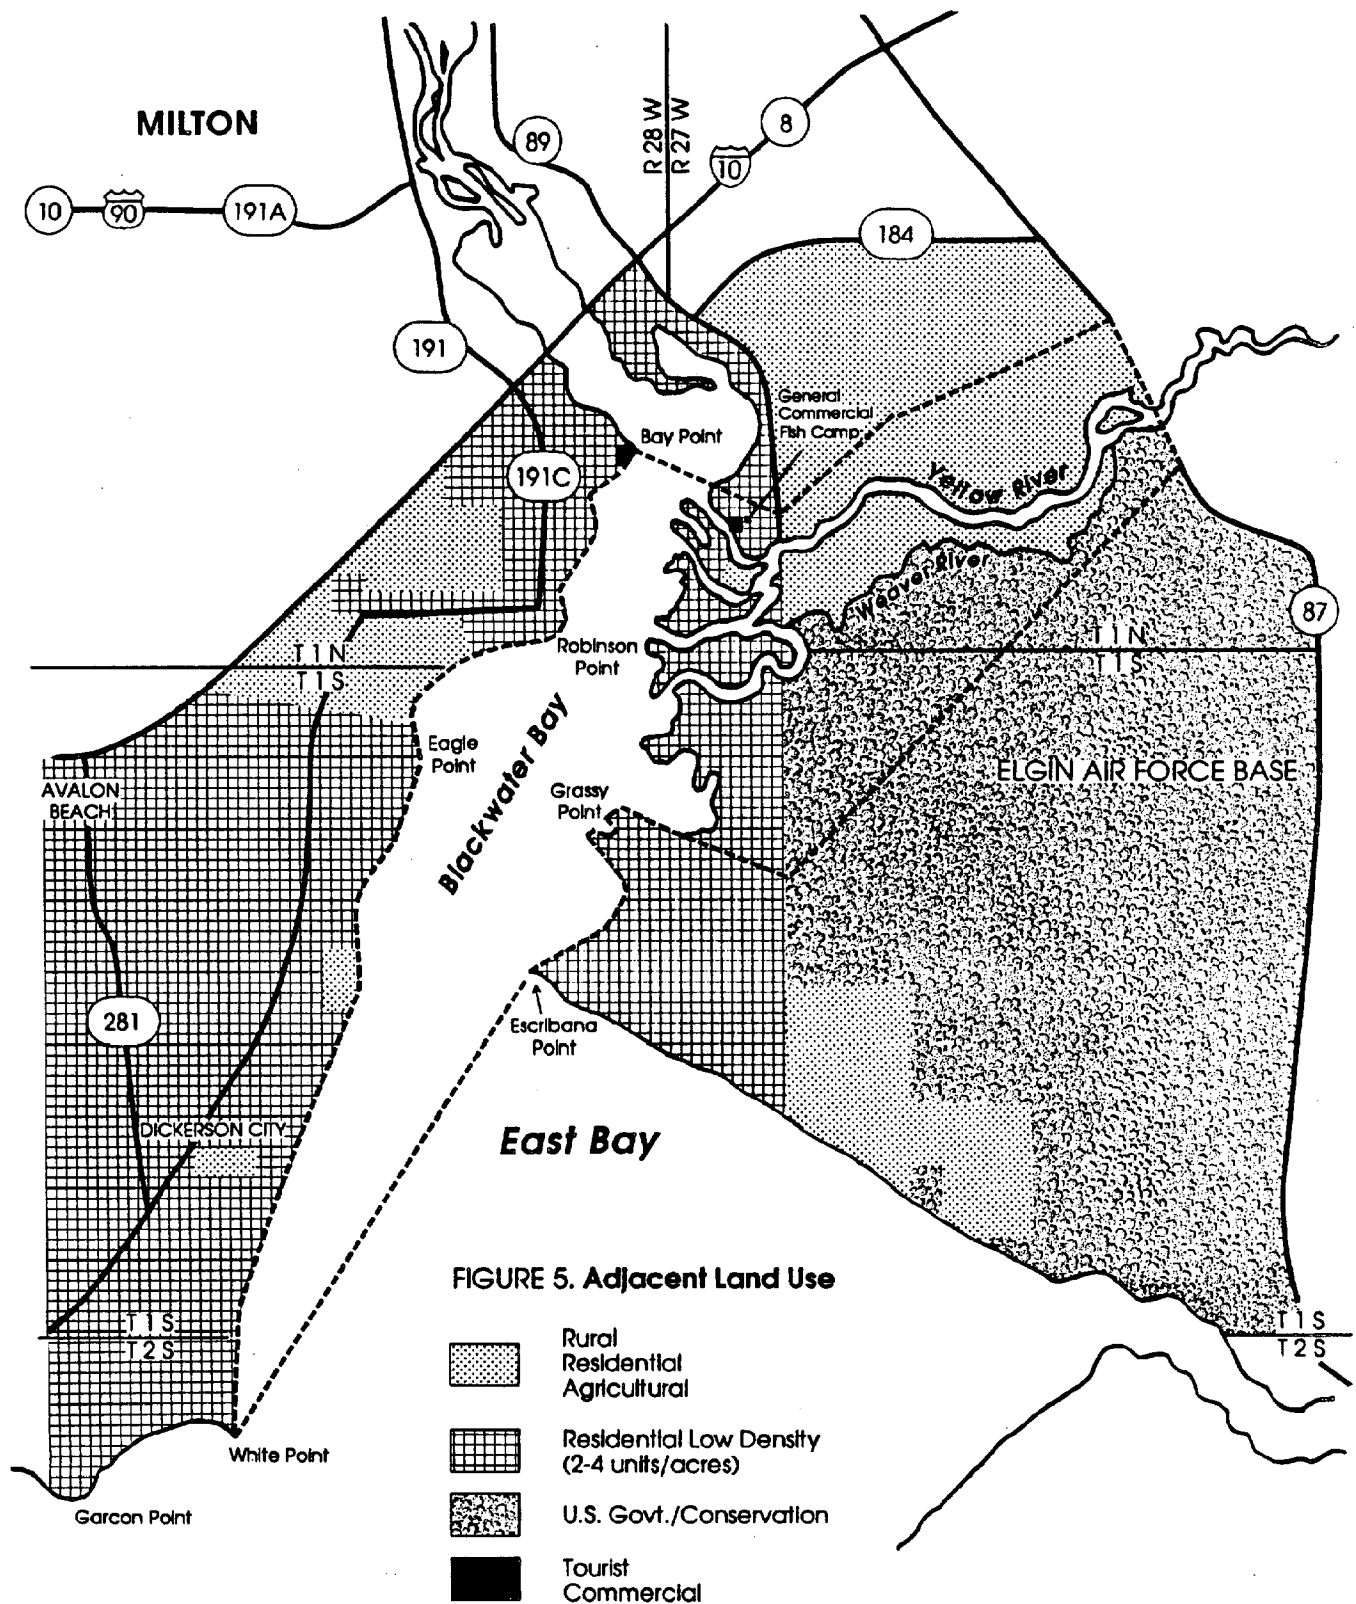 MILTON
10
90
191A
89
R 28 W
R 27 W
8
10
184
191
General
Commercial
Fish Camp
Bay Point
191C
Yellow River
Weaver River
87
T 1 N
T 1 S
Robinson
Point
T 1 N
T 1 S
Eagle
Point
Blackwater Bay
Grassy
Point
ELGIN AIR FORCE BASE
AVALON
BEACH
281
Escribana
Point
DICKERSON CITY
East Bay
T 1 S
T 2 S
T 1 S
T 2 S
White Point
Garcon Point
FIGURE 5. Adjacent Land Use
Rural
Residential
Agricultural
Residential Low Density
(2-4 units/acres)
U.S. Govt./Conservation
Tourist
Commercial